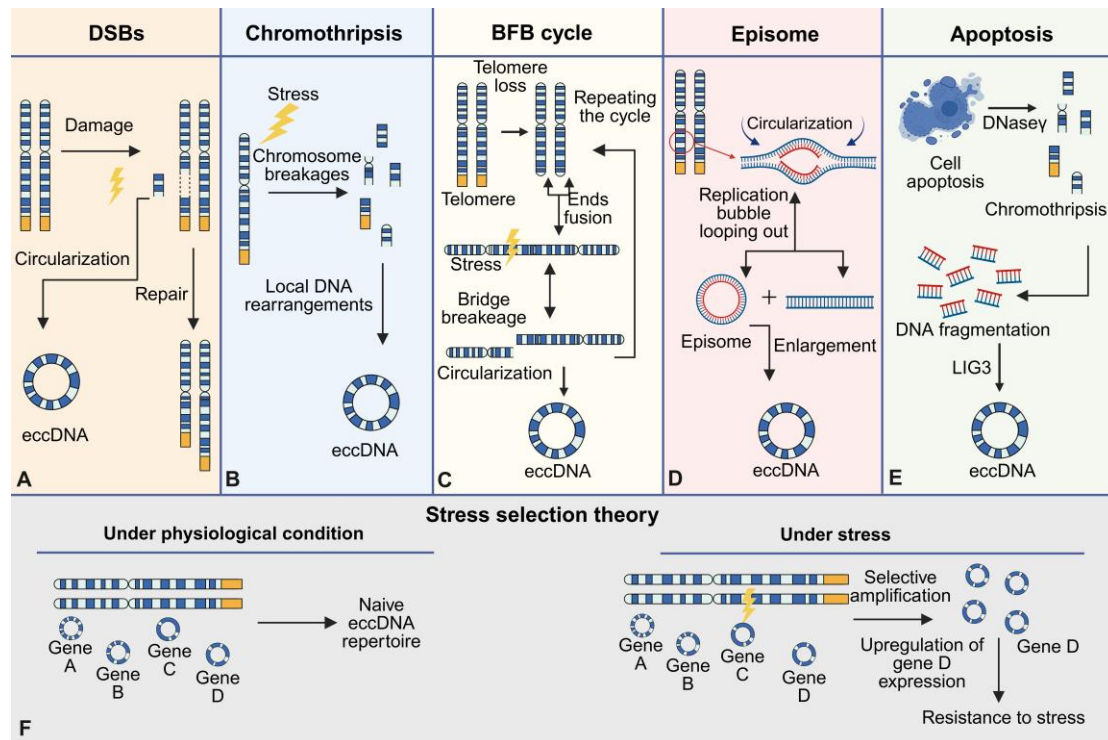 DSBs
Damage
Circularization
Repair
eccDNA
A
Chromothripsis
Stress
Chromosome
breakages
Local DNA
rearrangements
eccDNA
B
BFB cycle
Telomere
loss
Repeating
the cycle
Telomere
Ends
fusion
Stress
Bridge
breakeage
Circularization
eccDNA
C
Episome
Circularization
Replication
bubble
looping out
+
Episome
Enlargement
eccDNA
D
Apoptosis
DNaseγ
Cell
apoptosis
Chromothripsis
DNA fragmentation
LIG3
eccDNA
E
Stress selection theory
Under physiological condition
Gene
A
Gene
B
Gene
C
Gene
D
Naive
eccDNA
repertoire
Under stress
Gene
A
Gene
B
Gene
C
Gene
D
Selective
amplification
Upregulation of
gene D
expression
Gene D
Resistance to stress
F